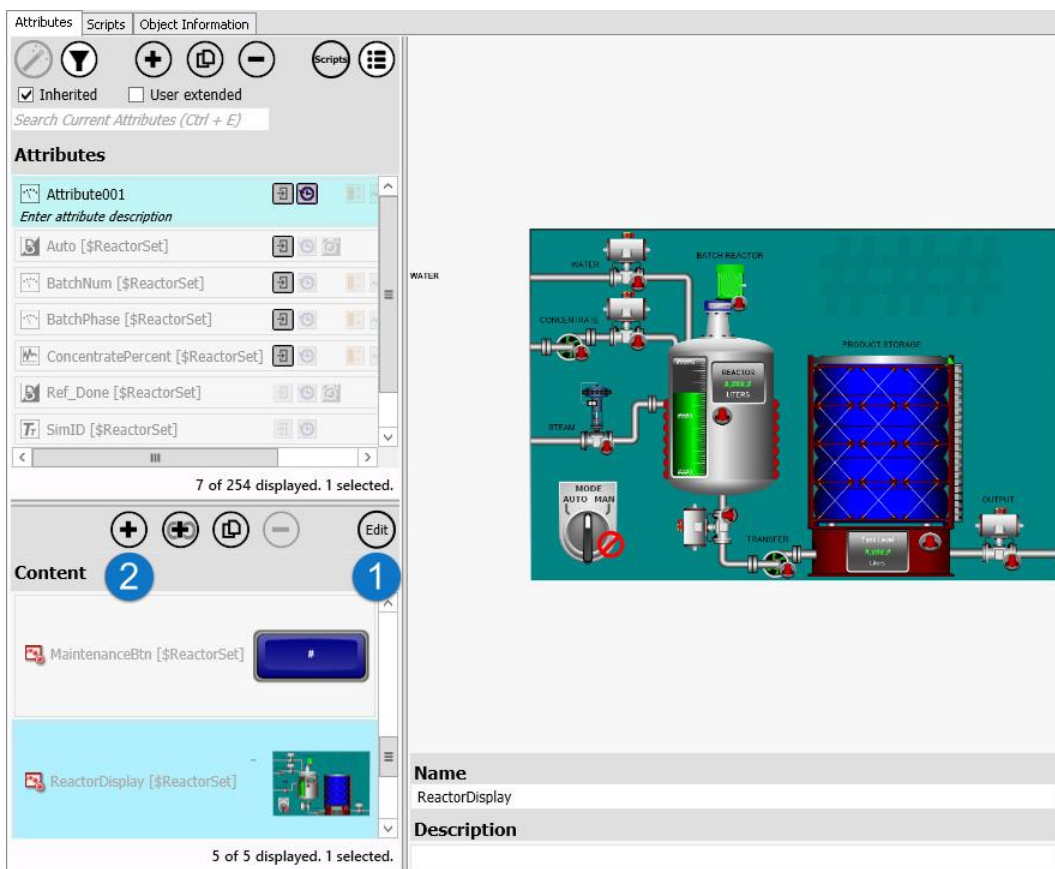 Attributes Scripts Object Information
Scripts
Inherited User extended
Search Current Attributes (Ctrl + E)
Attributes
Attribute001
Enter attribute description
Auto [$ReactorSet]
BatchNum [$ReactorSet]
BatchPhase [$ReactorSet]
ConcentratePercent [$ReactorSet]
Ref_Done [$ReactorSet]
SimID [$ReactorSet]
7 of 254 displayed. 1 selected.
Edit
Content
2
1
MaintenanceBtn [$ReactorSet]
#
ReactorDisplay [$ReactorSet]
5 of 5 displayed. 1 selected.
WATER
WATER
BATCH REACTOR
###
CONCENTRATE
PRODUCT STORAGE
REACTOR
LITERS
STEAM
MODE
AUTO MAN
OUTPUT
TRANSFER
Tank Level
Liters
Name
ReactorDisplay
Description